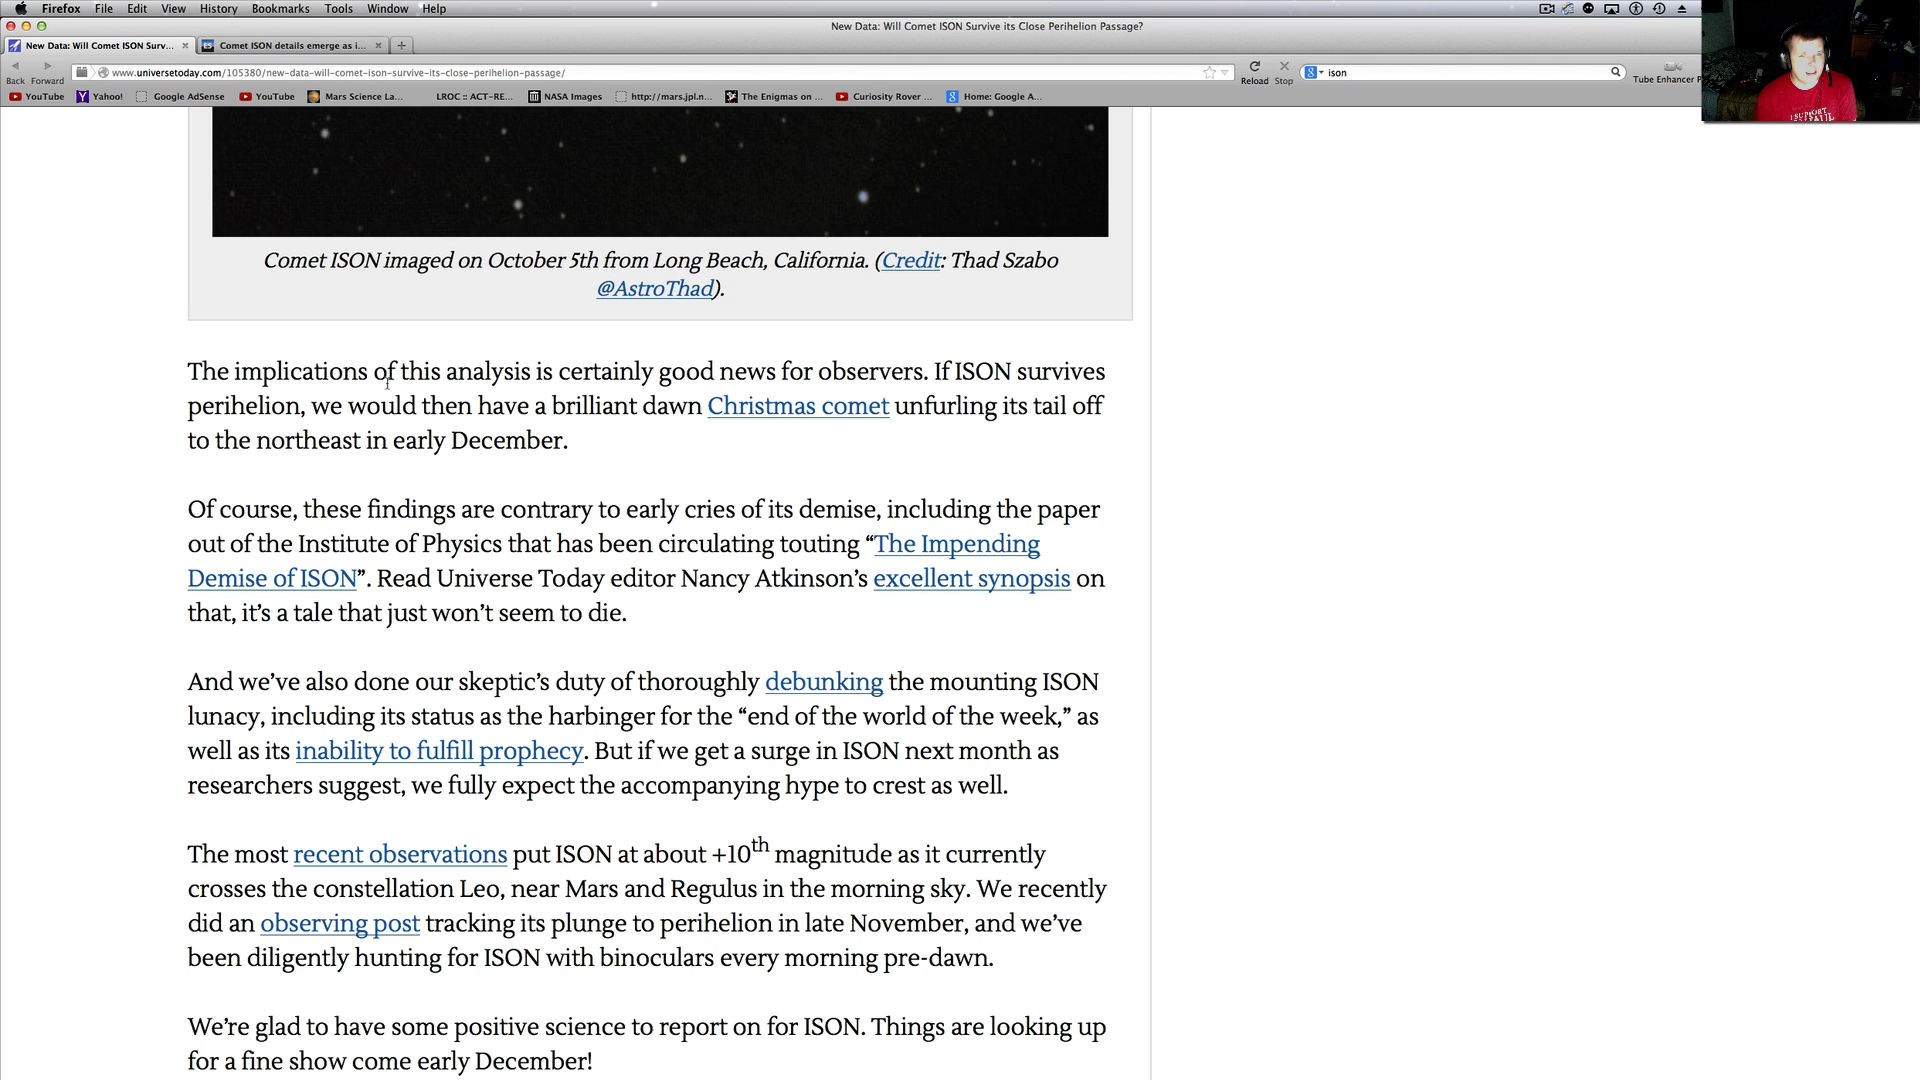 Firefox File Edit View History Bookmarks Tools Window Help
New Data: Will Comet ISON Survive its Close Perihelion Passage?
New Data: Will Comet ISON Surv... × ES Comet ISON details emerge as i... × +
www.universetoday.com/105380/new-data-will-comet-ison-survive-its-close-perihelion-passage/ ison
Back Forward Reload Stop Tube Enhancer
YouTube Yahoo! Google AdSense YouTube Mars Science La... LROC :: ACT-RE... NASA Images http://mars.jpl.n... The Enigmas on ... Curiosity Rover ... Home: Google A...
I SUPPORT
Comet ISON imaged on October 5th from Long Beach, California. (Credit: Thad Szabo
@AstroThad).
The implications of this analysis is certainly good news for observers. If ISON survives
perihelion, we would then have a brilliant dawn Christmas comet unfurling its tail off
to the northeast in early December.
Of course, these findings are contrary to early cries of its demise, including the paper
out of the Institute of Physics that has been circulating touting “The Impending
Demise of ISON”. Read Universe Today editor Nancy Atkinson’s excellent synopsis on
that, it’s a tale that just won’t seem to die.
And we’ve also done our skeptic’s duty of thoroughly debunking the mounting ISON
lunacy, including its status as the harbinger for the “end of the world of the week,” as
well as its inability to fulfill prophecy. But if we get a surge in ISON next month as
researchers suggest, we fully expect the accompanying hype to crest as well.
The most recent observations put ISON at about +10th magnitude as it currently
crosses the constellation Leo, near Mars and Regulus in the morning sky. We recently
did an observing post tracking its plunge to perihelion in late November, and we’ve
been diligently hunting for ISON with binoculars every morning pre-dawn.
We’re glad to have some positive science to report on for ISON. Things are looking up
for a fine show come early December!